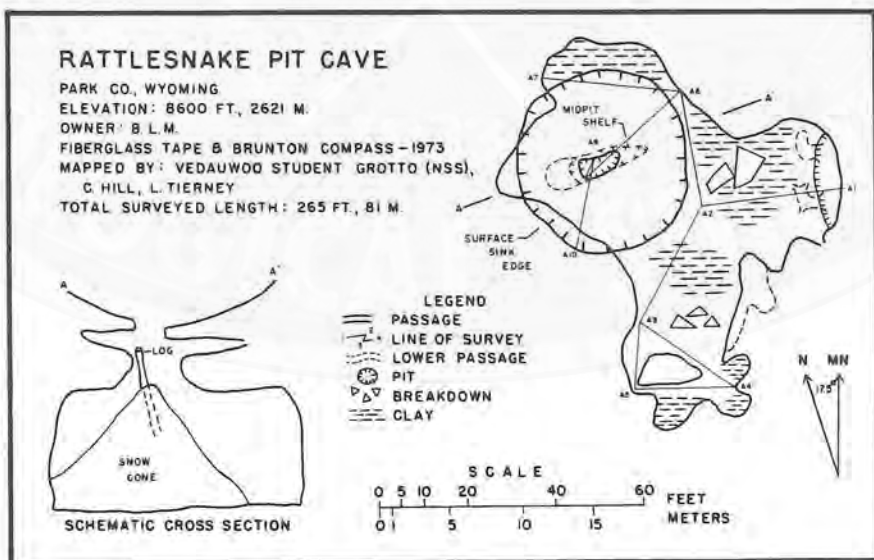 RATTLESNAKE PIT CAVE
PARK CO., WYOMING
ELEVATION: 8600 FT., 2621 M.
OWNER: B.L.M.
FIBERGLASS TAPE & BRUNTON COMPASS - 1973
MAPPED BY: VEDAUWOO STUDENT GROTTO (NSS),
C. HILL, L. TIERNEY
TOTAL SURVEYED LENGTH: 265 FT., 81 M.
A7
A6
A'
MIDPIT
SHELF
A1
A2
A
SURFACE
SINK
EDGE
A10
A3
A5
A4
A
A'
LOG
SNOW
CONE
SCHEMATIC CROSS SECTION
LEGEND
PASSAGE
LINE OF SURVEY
LOWER PASSAGE
PIT
BREAKDOWN
CLAY
N MN
17.5°
SCALE
0 5 10 20 40 60 FEET
0 1 5 10 15 METERS